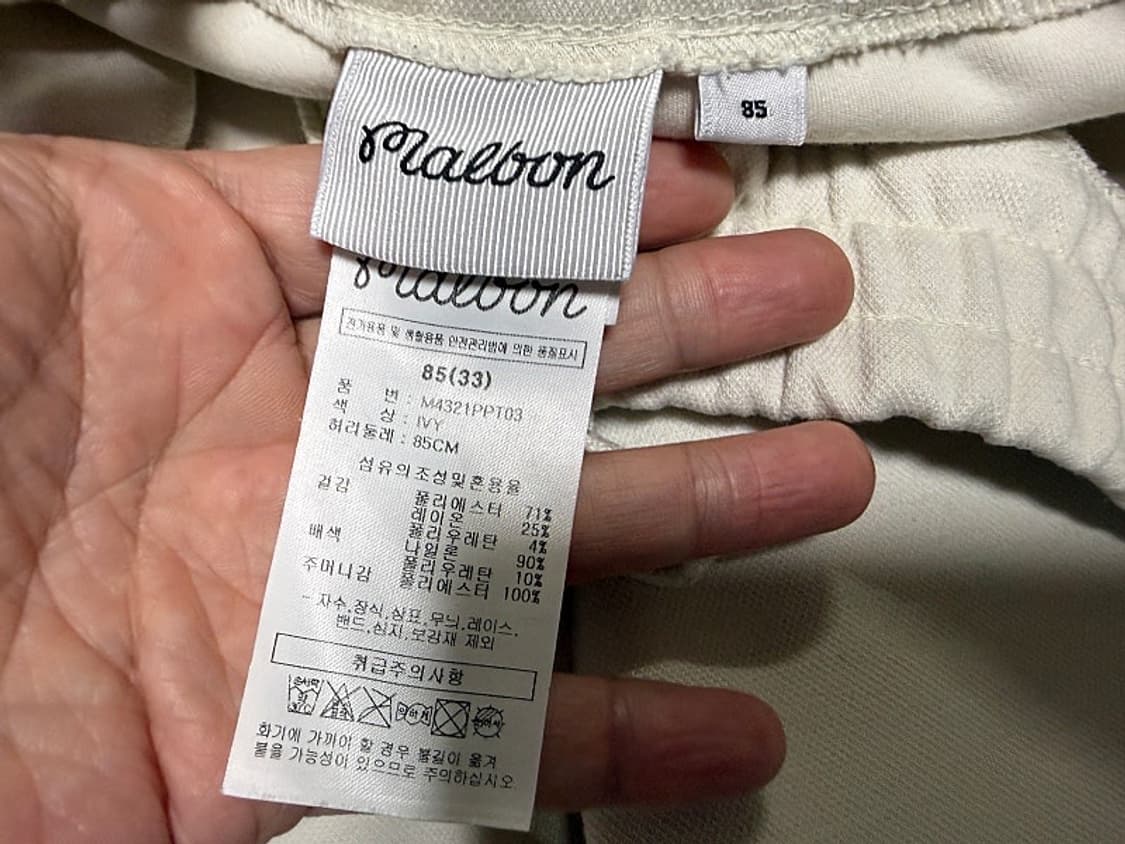 Malbon
85
Malbon
전기용품 및 생활용품 안전관리법에 의한 품질표시
85(33)
품 번 : M4321PPT03
색 상 : IVY
허리둘레 : 85CM
섬유의조성및혼용율
겉감 폴리에스터 71%
레이온 25%
폴리우레탄 4%
배색 나일론 90%
폴리우레탄 10%
주머니감 폴리에스터 100%
- 자수,장식,상표,무늬,레이스,
밴드,심지,보강재 제외
취급주의사항
손세탁 약하게
화기에 가까이 할 경우 불길이 옮겨
붙을 가능성이 있으므로 주의하십시오